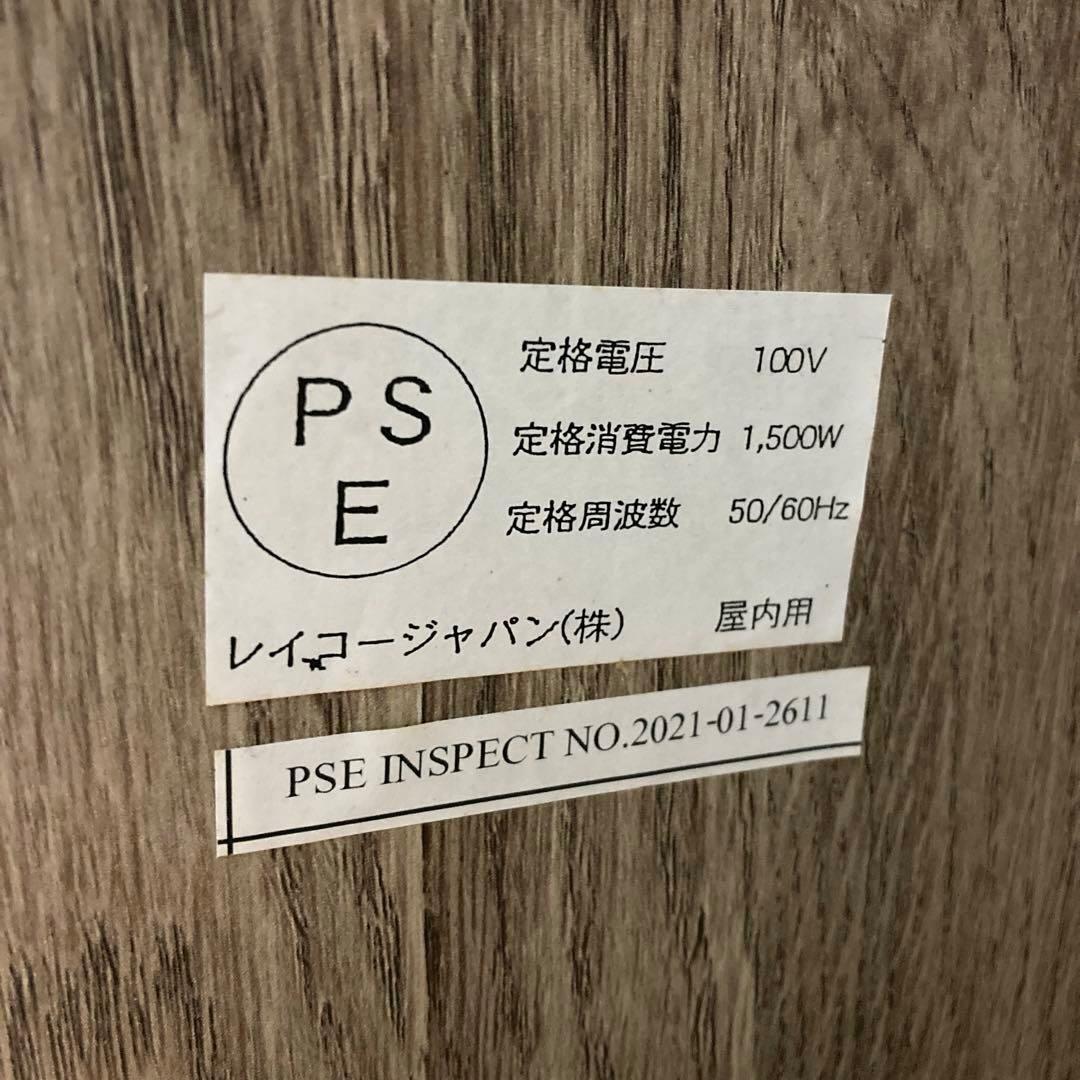 PS
E
定格電圧 100V
定格消費電力 1,500W
定格周波数 50/60Hz
レイコージャパン(株) 屋内用
PSE INSPECT NO.2021-01-2611